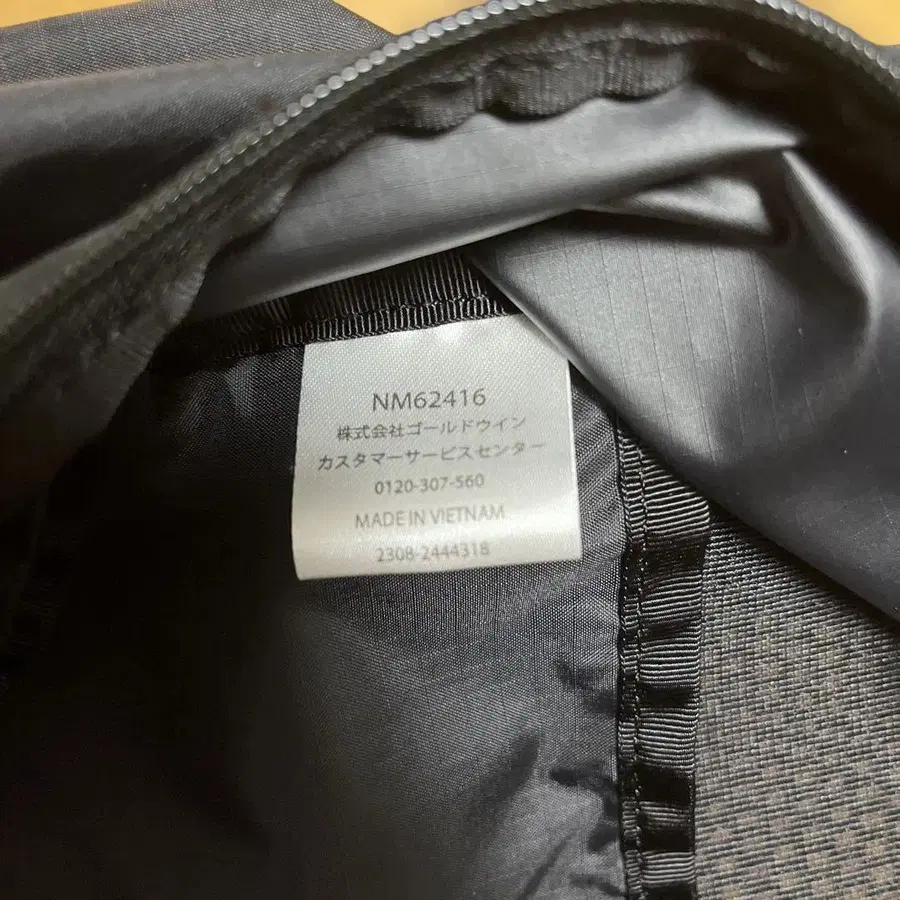 NM62416
株式会社ゴールドウイン
カスタマーサービスセンター
0120-307-560
MADE IN VIETNAM
2308-2444318